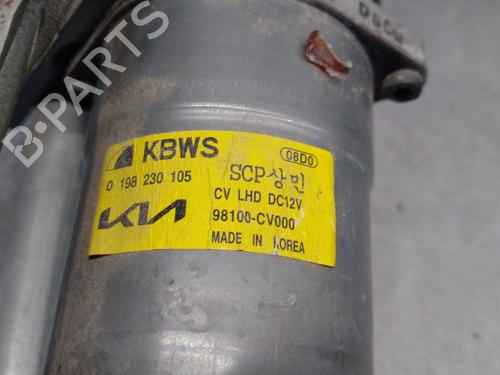 KBWS
08D0
0 198 230 105
SCP상민
CV LHD DC12V
KIA
98100-CV000
MADE IN KOREA
B-PARTS